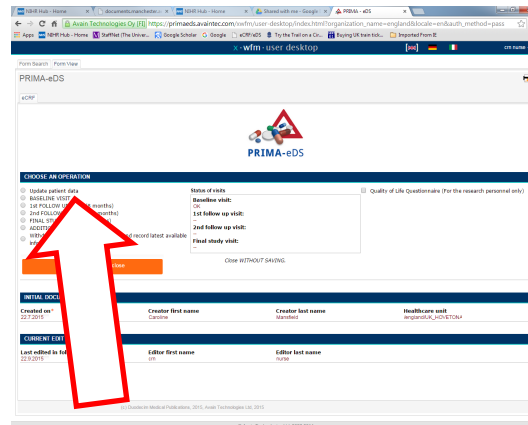 NIHR Hub - Home
documents.manchester.
NIHR Hub - Home
Shared with me - Google
PRIMA - eDS
Avain Technologies Oy [FI] https://primaeds.avaintec.com/xwfm/user-desktop/index.html?organization_name=england&locale=en&auth_method=pass
Apps NIHR Hub - Home StaffNet (The Univer... Google Scholar Google eCRF/eDS Try the Trail on a Cir... Buying UK train tick... Imported From IE
x-wfm-user desktop
cm nurse
Form Search Form View
PRIMA-eDS
eCRF
PRIMA-eDS
CHOOSE AN OPERATION
Update patient data
BASELINE VISIT
1st FOLLOW months)
2nd FOLLOW months)
FINAL
ADDITI
nd record latest available
Status of visits
Baseline visit:
OK
1st follow up visit:
--
2nd follow up visit:
--
Final study visit:
Quality of Life Questionnaire (For the research personnel only)
close
Close WITHOUT SAVING.
INITIAL
Created on*
22.7.2015
Creator first name
Caroline
Creator last name
Mansfield
Healthcare unit
/england/UK_HOVETON/
CURRENT EDIT
Last edited in
22.9.2015
Editor first name
cm
Editor last name
nurse
(c) Duodecim Medical Publications, 2015, Avain Technologies Ltd, 2015